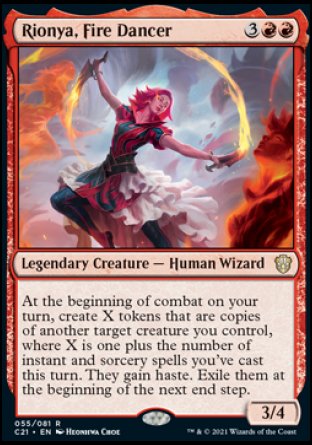 Rionya, Fire Dancer 3
Legendary Creature — Human Wizard
At the beginning of combat on your
turn, create X tokens that are copies
of another target creature you control,
where X is one plus the number of
instant and sorcery spells you've cast
this turn. They gain haste. Exile them at
the beginning of the next end step.
3/4
055/081 R
C21 • EN Heonhwa Choe
™ & © 2021 Wizards of the Coast